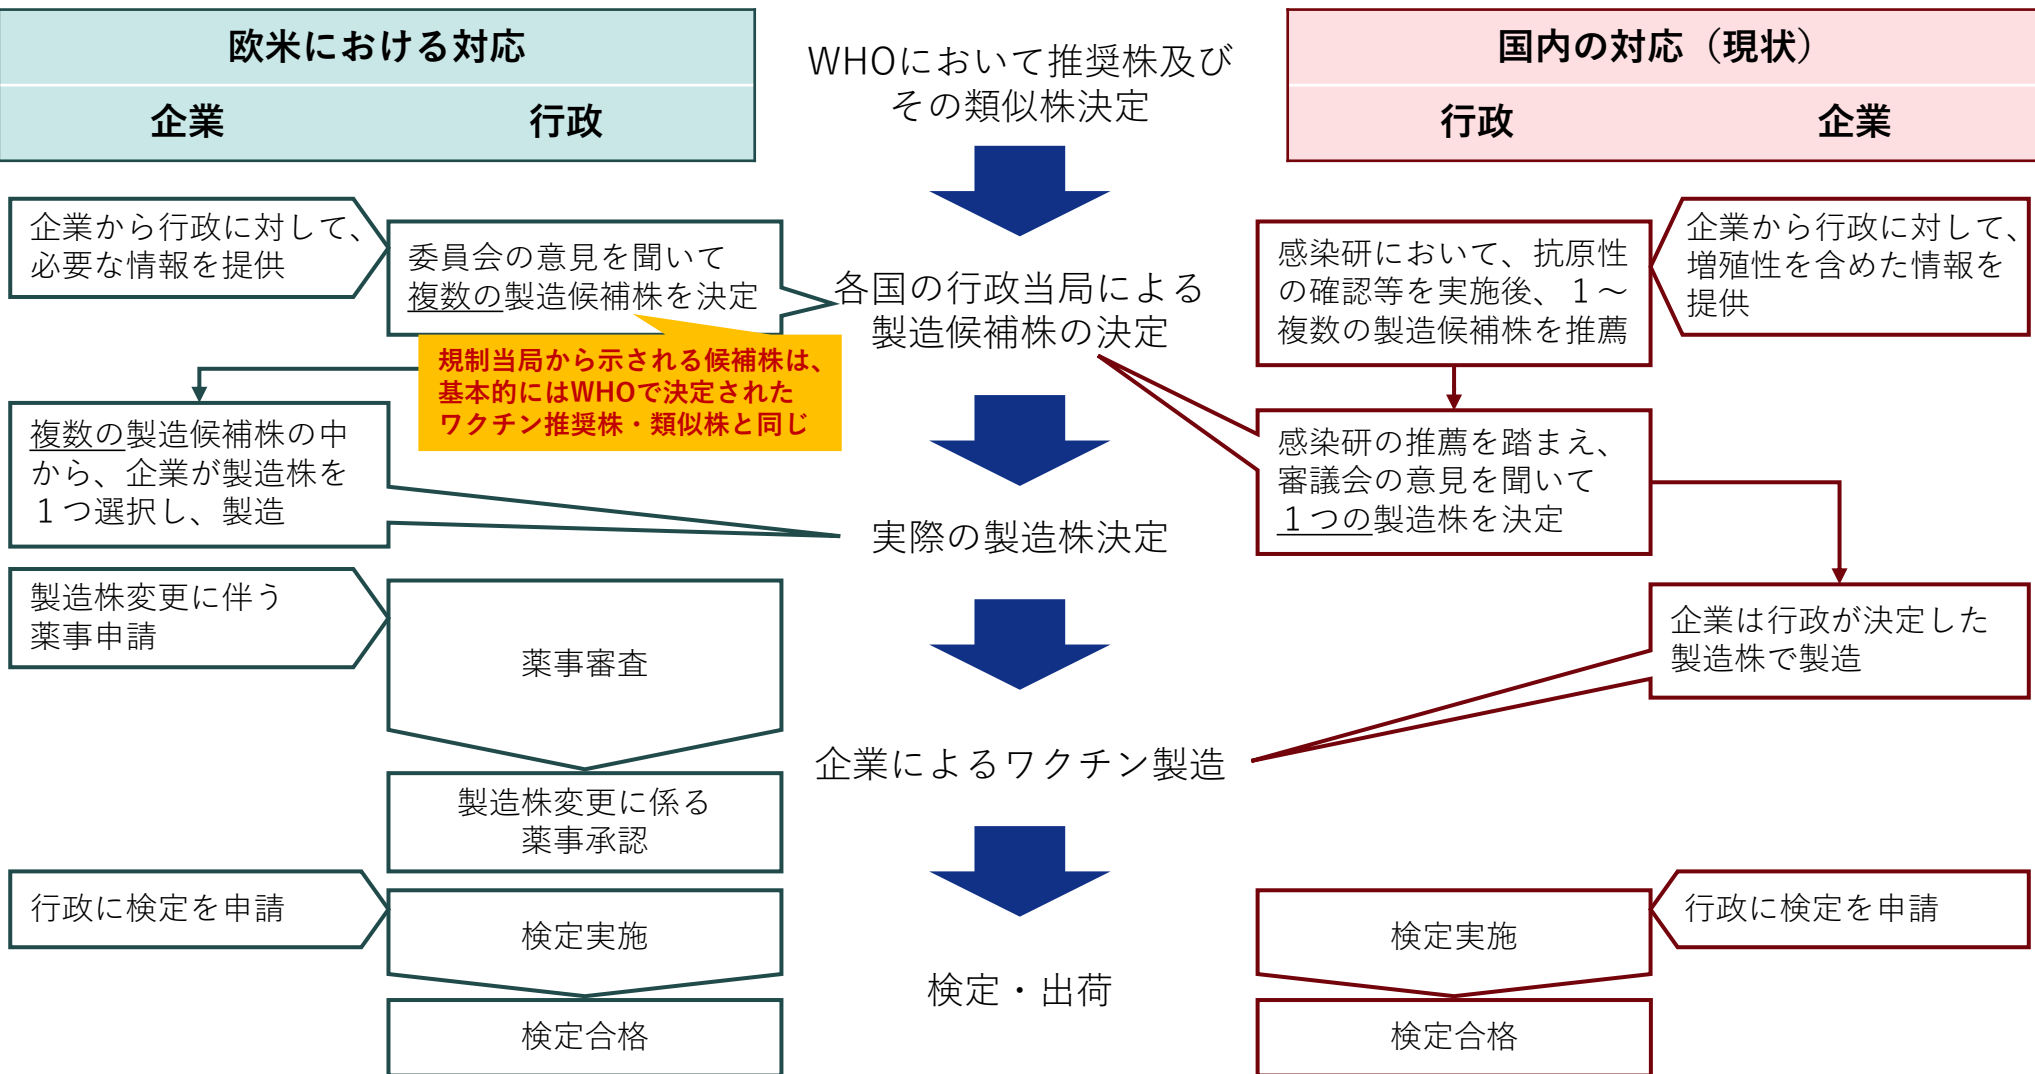 欧米における対応
企業
行政
WHOにおいて推奨株及び
その類似株決定
国内の対応（現状）
行政
企業
企業から行政に対して、
必要な情報を提供
委員会の意見を聞いて
複数の製造候補株を決定
規制当局から示される候補株は、
基本的にはWHOで決定された
ワクチン推奨株・類似株と同じ
複数の製造候補株の中
から、企業が製造株を
１つ選択し、製造
製造株変更に伴う
薬事申請
薬事審査
製造株変更に係る
薬事承認
行政に検定を申請
検定実施
検定合格
各国の行政当局による
製造候補株の決定
実際の製造株決定
企業によるワクチン製造
検定・出荷
感染研において、抗原性
の確認等を実施後、１～
複数の製造候補株を推薦
企業から行政に対して、
増殖性を含めた情報を
提供
感染研の推薦を踏まえ、
審議会の意見を聞いて
１つの製造株を決定
企業は行政が決定した
製造株で製造
検定実施
行政に検定を申請
検定合格